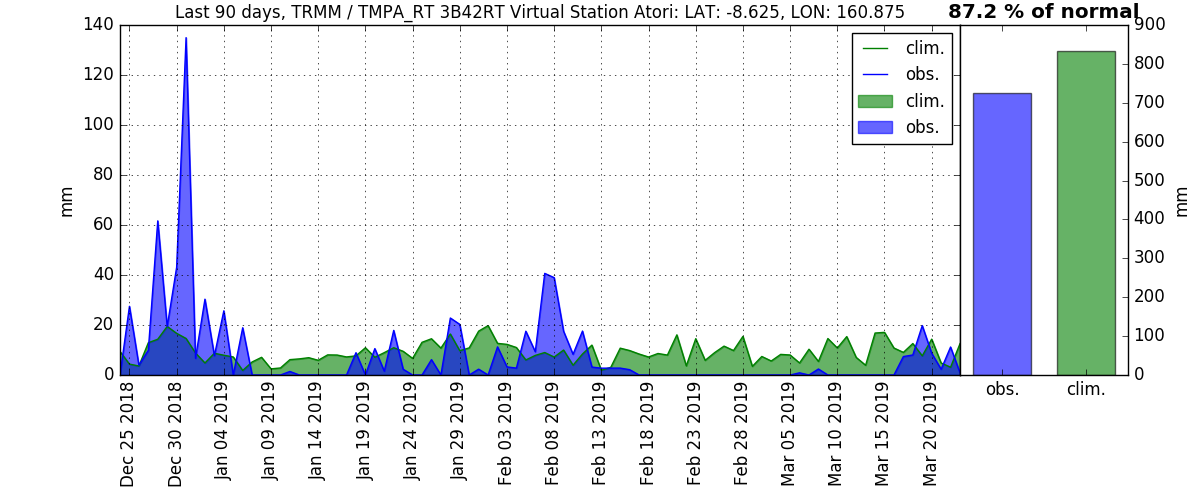 Last 90 days, TRMM / TMPA_RT 3B42RT Virtual Station Atori: LAT: -8.625, LON: 160.875
87.2 % of normal
140
120
100
80
60
40
20
0
mm
clim.
obs.
clim.
obs.
900
800
700
600
500
400
300
200
100
0
mm
obs.
clim.
Dec 25 2018
Dec 30 2018
Jan 04 2019
Jan 09 2019
Jan 14 2019
Jan 19 2019
Jan 24 2019
Jan 29 2019
Feb 03 2019
Feb 08 2019
Feb 13 2019
Feb 18 2019
Feb 23 2019
Feb 28 2019
Mar 05 2019
Mar 10 2019
Mar 15 2019
Mar 20 2019